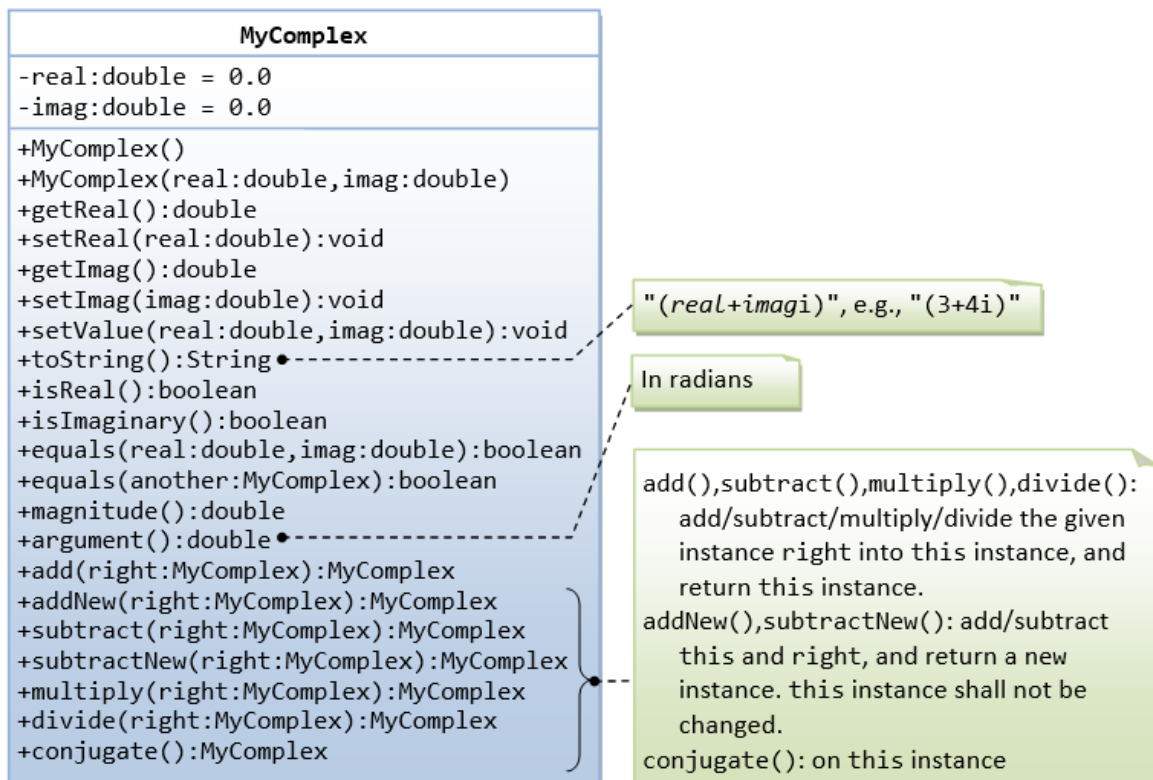 MyComplex
-real:double = 0.0
-imag:double = 0.0
+MyComplex()
+MyComplex(real:double,imag:double)
+getReal():double
+setReal(real:double):void
+getImag():double
+setImag(imag:double):void
+setValue(real:double,imag:double):void
+toString():String
+isReal():boolean
+isImaginary():boolean
+equals(real:double,imag:double):boolean
+equals(another:MyComplex):boolean
+magnitude():double
+argument():double
+add(right:MyComplex):MyComplex
+addNew(right:MyComplex):MyComplex
+subtract(right:MyComplex):MyComplex
+subtractNew(right:MyComplex):MyComplex
+multiply(right:MyComplex):MyComplex
+divide(right:MyComplex):MyComplex
+conjugate():MyComplex
"(real+imagi)", e.g., "(3+4i)"
In radians
add(),subtract(),multiply(),divide():
add/subtract/multiply/divide the given
instance right into this instance, and
return this instance.
addNew(),subtractNew(): add/subtract
this and right, and return a new
instance. this instance shall not be
changed.
conjugate(): on this instance